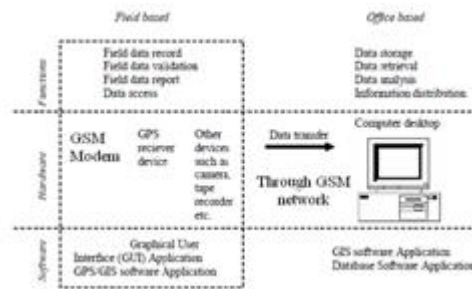 Field based
Office based
Functions
Field data record
Field data validation
Field data report
Data access
Data storage
Data retrieval
Data analysis
Information distribution
Hardware
GSM
Modem
GPS
reciever
device
Other
devices
such as
camera,
tape
recorder
etc.
Data transfer
Through GSM
network
Computer desktop
Software
Graphical User
Interface (GUI) Application
GPS/GIS software Application
GIS software Application
Database Software Application